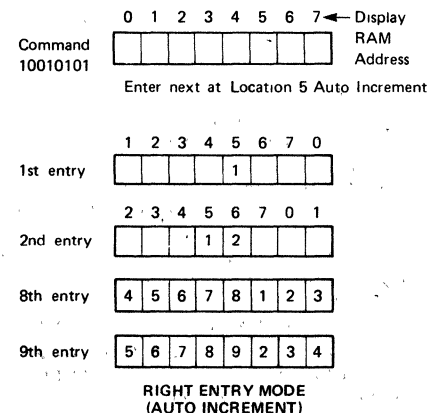 0 1 2 3 4 5 6 7 Display
RAM
Address
Command
10010101
Enter next at Location 5 Auto Increment
1 2 3 4 5 6 7 0
1st entry 1
2 3 4 5 6 7 0 1
2nd entry 1 2
8th entry 4 5 6 7 8 1 2 3
9th entry 5 6 7 8 9 2 3 4
RIGHT ENTRY MODE
(AUTO INCREMENT)